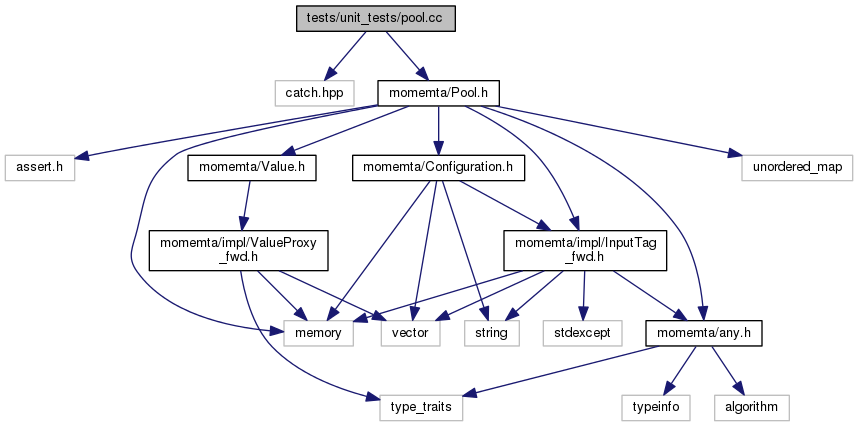 tests/unit_tests/pool.cc
catch.hpp
momemta/Pool.h
assert.h
momemta/Value.h
momemta/Configuration.h
unordered_map
momemta/impl/ValueProxy
_fwd.h
momemta/impl/InputTag
_fwd.h
memory
vector
string
stdexcept
momemta/any.h
type_traits
typeinfo
algorithm